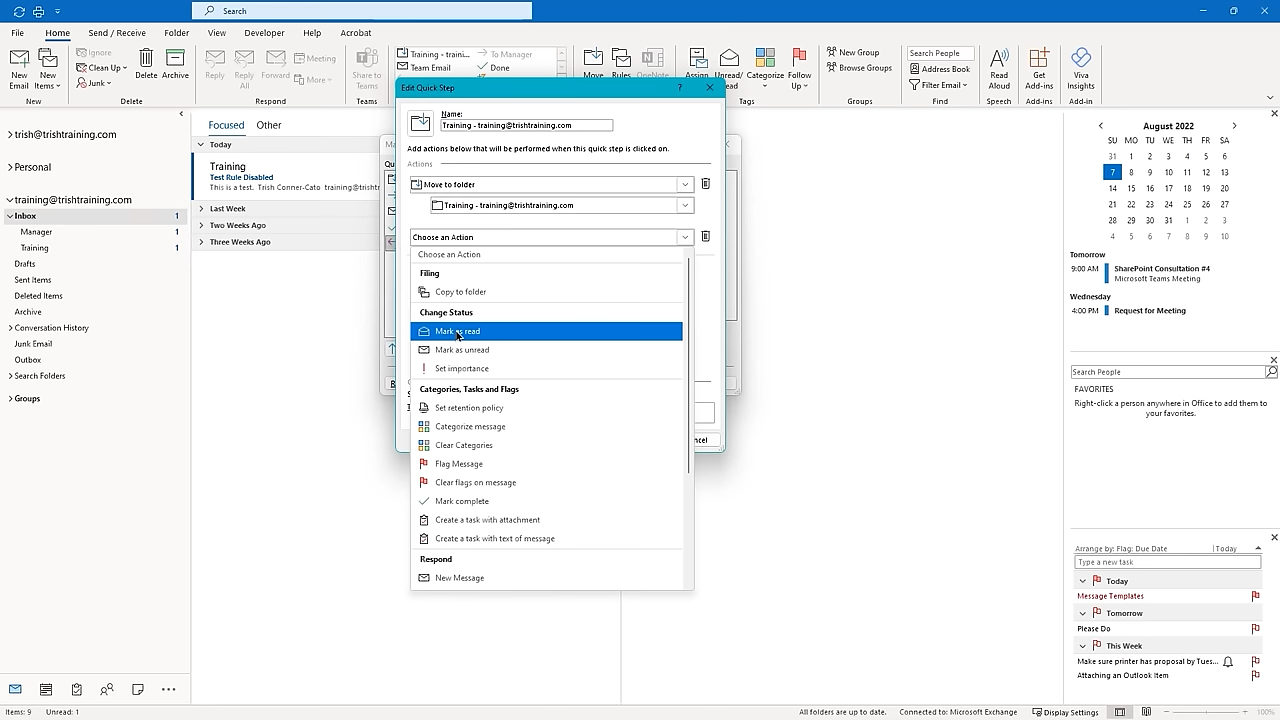 Search
File
Home
View
Send / Receive
Folder
Developer
Help
Acrobat
New Email
New Items
New
Ignore
Clean Up
Junk
Delete
Archive
Delete
Reply
Reply All
Forward
Meeting
More
Respond
Share to Teams
Teams
Training - traini...
To Manager
Team Email
Done
Move
Rules
OneNote
Assign
Unread/
Categorize
Follow Up
Tags
New Group
Browse Groups
Groups
Search People
Address Book
Filter Email
Find
Read Aloud
Speech
Get Add-ins
Add-ins
Viva Insights
Add-in
trish@trishtraining.com
Personal
training@trishtraining.com
Inbox 1
Manager 1
Training 1
Drafts
Sent Items
Deleted Items
Archive
Conversation History
Junk Email
Outbox
Search Folders
Groups
Focused Other
Today
Training
Test Rule Disabled
This is a test. Trish Conner-Cato training@trisht
Last Week
Two Weeks Ago
Three Weeks Ago
Edit Quick Step
?
Name:
Training - training@trishtraining.com
Add actions below that will be performed when this quick step is clicked on.
Actions
Move to folder
Training - training@trishtraining.com
Choose an Action
Choose an Action
Filing
Copy to folder
Change Status
Mark as read
Mark as unread
Set importance
Categories, Tasks and Flags
Set retention policy
Categorize message
Clear Categories
Flag Message
Clear flags on message
Mark complete
Create a task with attachment
Create a task with text of message
Respond
New Message
ncel
August 2022
SU MO TU WE TH FR SA
31 1 2 3 4 5 6
7 8 9 10 11 12 13
14 15 16 17 18 19 20
21 22 23 24 25 26 27
28 29 30 31 1 2 3
4 5 6 7 8 9 10
Tomorrow
9:00 AM SharePoint Consultation #4
Microsoft Teams Meeting
Wednesday
4:00 PM Request for Meeting
Search People
FAVORITES
Right-click a person anywhere in Office to add them to
your favorites.
Arrange by: Flag: Due Date Today
Type a new task
Today
Message Templates
Tomorrow
Please Do
This Week
Make sure printer has proposal by Tues...
Attaching an Outlook Item
Items: 9 Unread: 1
All folders are up to date. Connected to: Microsoft Exchange Display Settings 100%